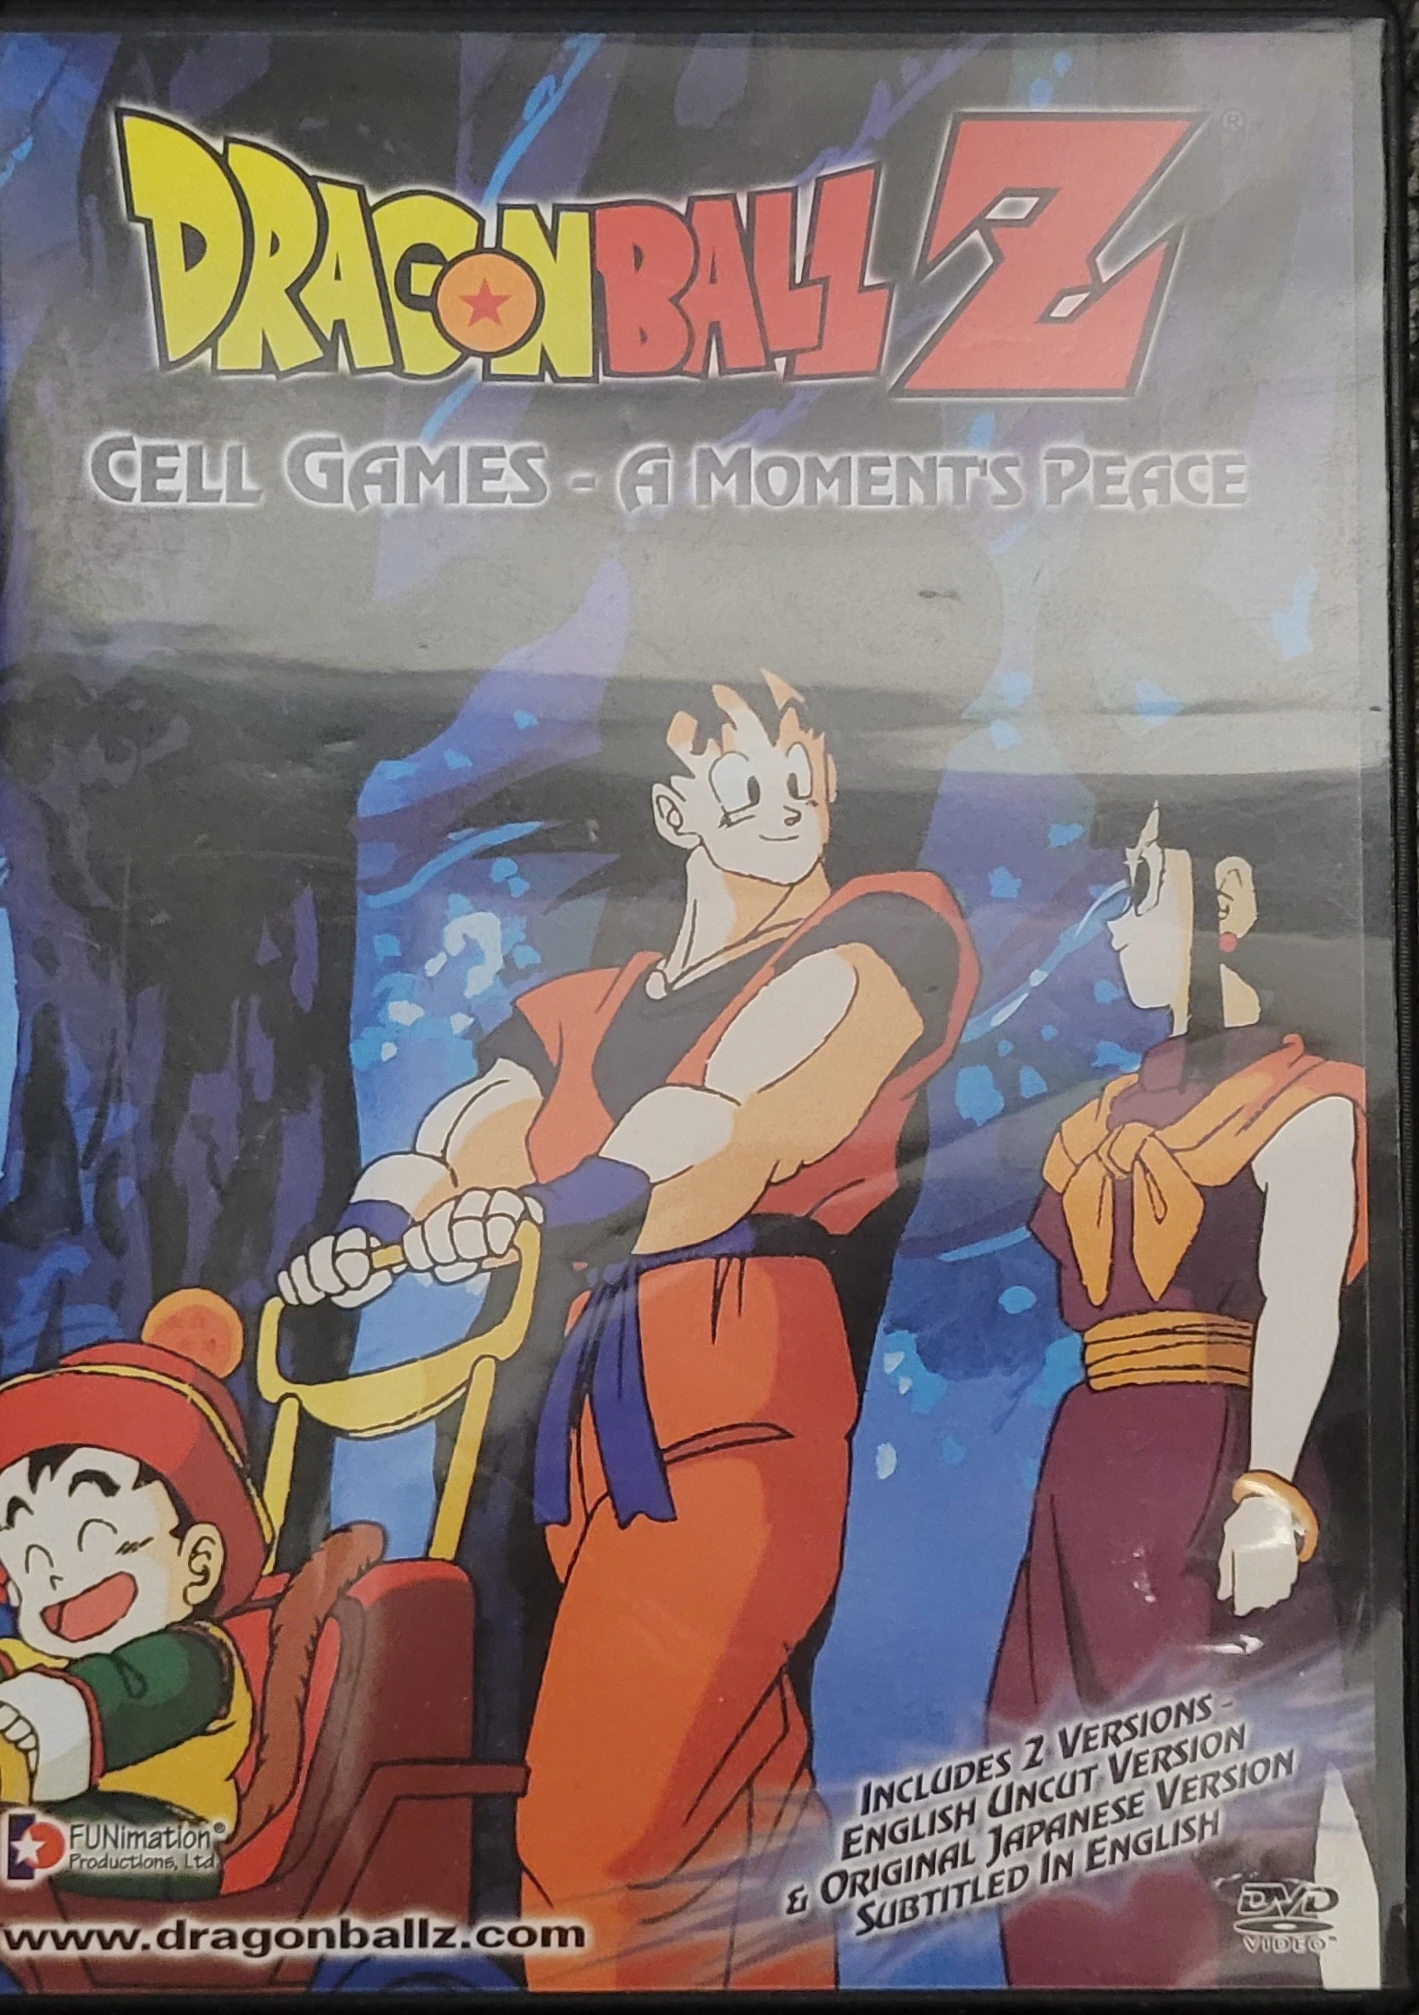 DRAGON BALL Z ®
CELL GAMES - A MOMENT'S PEACE
INCLUDES 2 VERSIONS -
ENGLISH UNCUT VERSION
& ORIGINAL JAPANESE VERSION
SUBTITLED IN ENGLISH
FUNimation®
Productions, Ltd.
www.dragonballz.com
DVD
VIDEO™